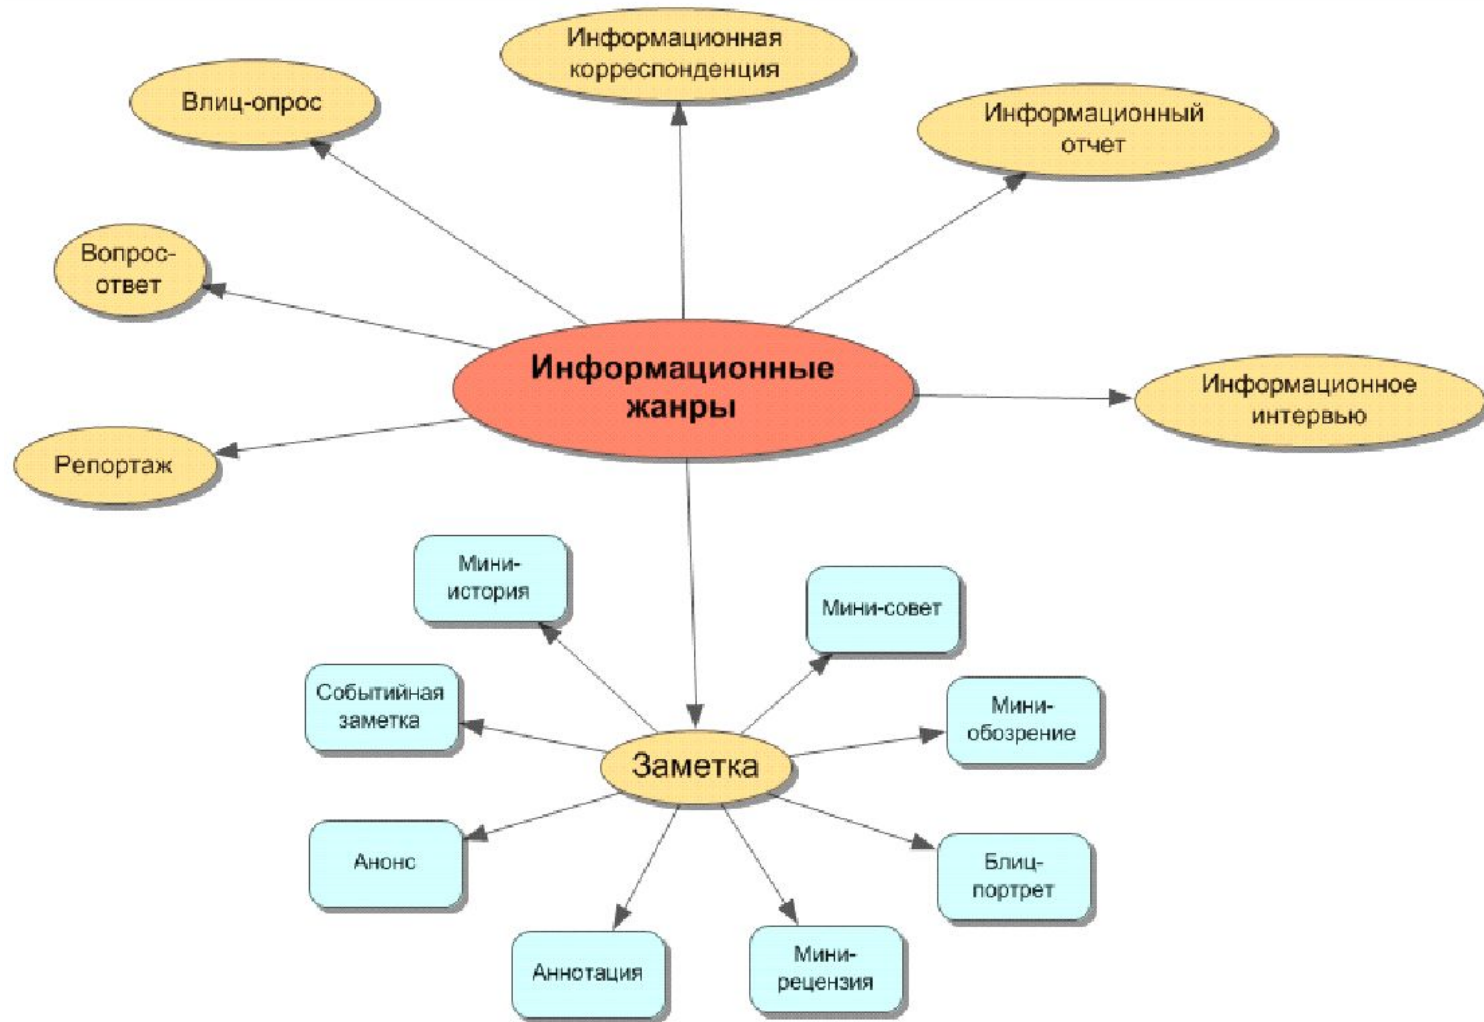 Информационная
корреспонденция
Влиц-опрос
Информационный
отчет
Вопрос-
ответ
Информационные
жанры
Информационное
интервью
Репортаж
Мини-
история
Мини-совет
Событийная
заметка
Мини-
обозрение
Заметка
Анонс
Блиц-
портрет
Аннотация
Мини-
рецензия